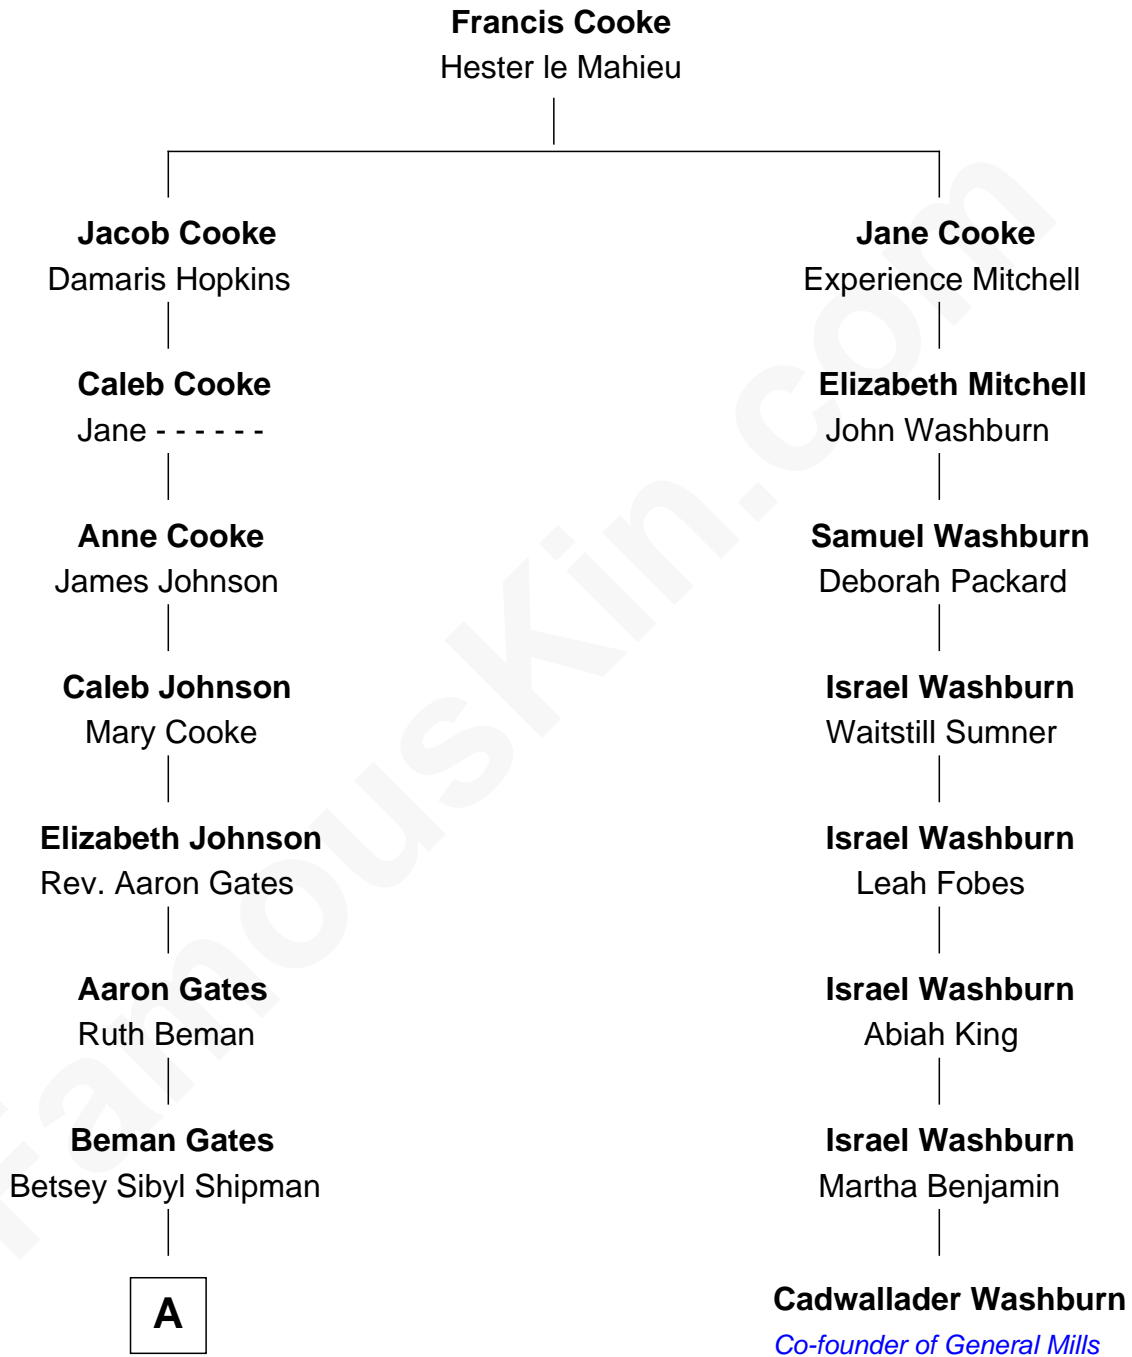 Francis Cooke
Hester le Mahieu
Jacob Cooke
Damaris Hopkins
Jane Cooke
Experience Mitchell
Caleb Cooke
Jane - - - - - -
Elizabeth Mitchell
John Washburn
Anne Cooke
James Johnson
Samuel Washburn
Deborah Packard
Caleb Johnson
Mary Cooke
Israel Washburn
Waitstill Sumner
Elizabeth Johnson
Rev. Aaron Gates
Israel Washburn
Leah Fobes
Aaron Gates
Ruth Beman
Israel Washburn
Abiah King
Beman Gates
Betsey Sibyl Shipman
Israel Washburn
Martha Benjamin
A
Cadwallader Washburn
Co-founder of General Mills
FamousKin.com